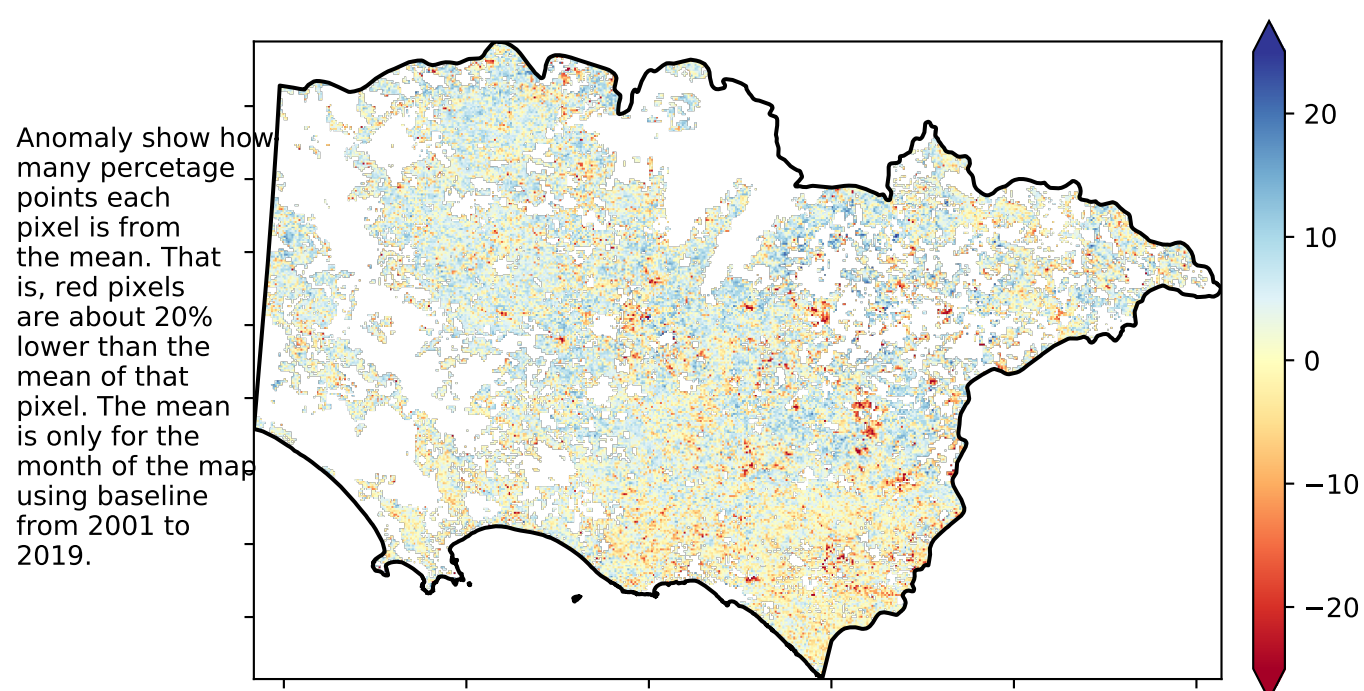 Anomaly show how
many percetage
points each
pixel is from
the mean. That
is, red pixels
are about 20%
lower than the
mean of that
pixel. The mean
is only for the
month of the map
using baseline
from 2001 to
2019.
20
10
0
−10
−20